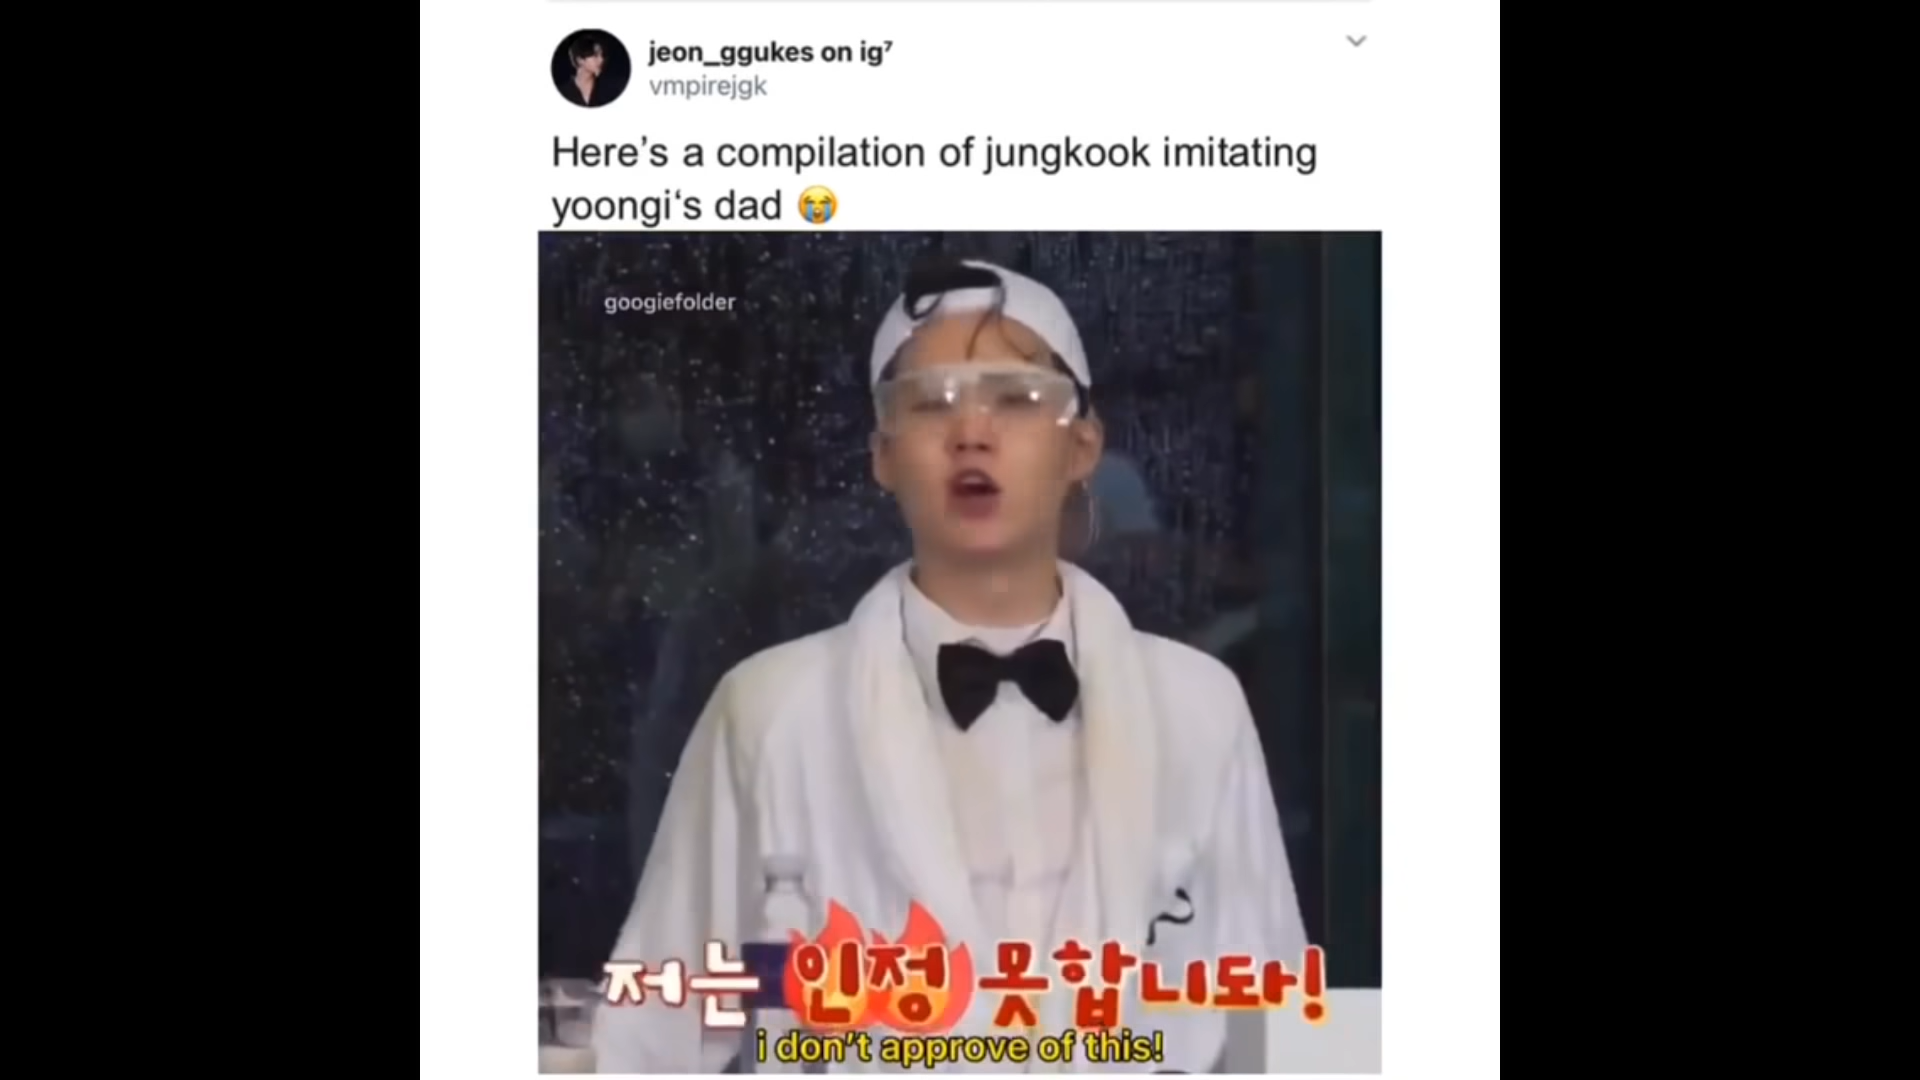 jeon_ggukes on ig⁷
vmpirejgk
Here’s a compilation of jungkook imitating
yoongi‘s dad 😭
googiefolder
저는 인정 못합니돠!
i don't approve of this!